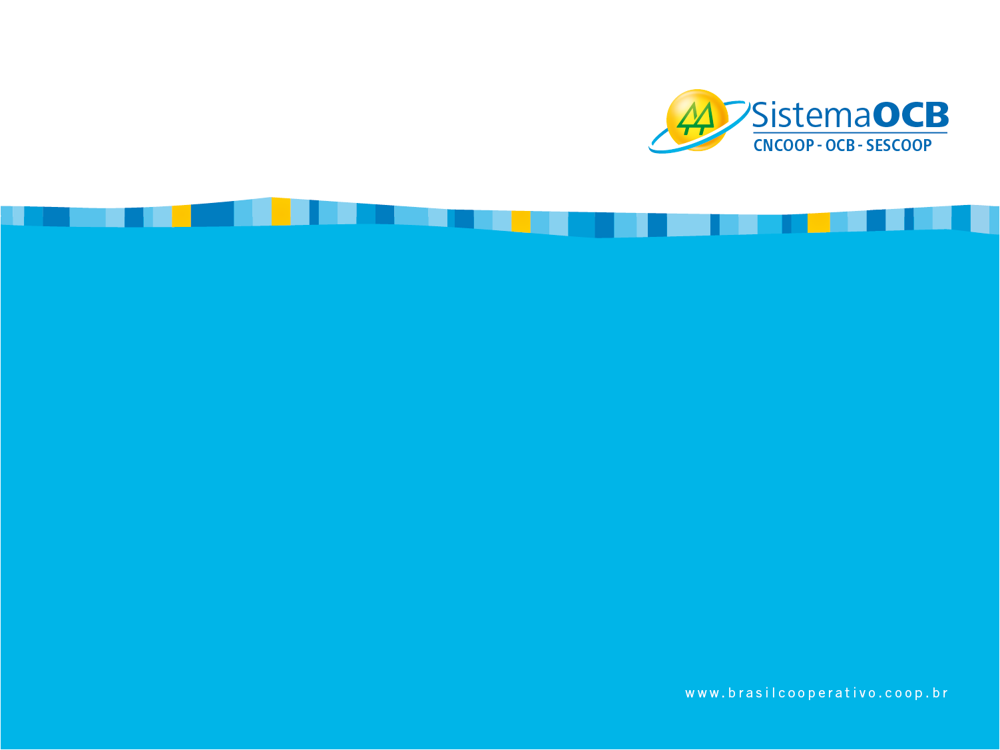 SistemaOCB
CNCOOP - OCB - SESCOOP
www.brasilcooperativo.coop.br